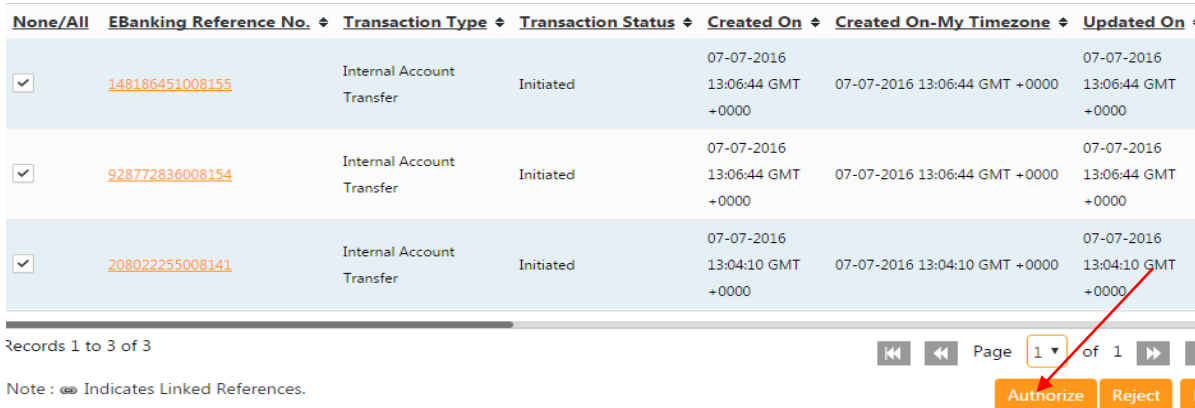 None/All EBanking Reference No. Transaction Type Transaction Status Created On Created On-My Timezone Updated On
148186451008155 Internal Account Transfer Initiated 07-07-2016 13:06:44 GMT +0000 07-07-2016 13:06:44 GMT +0000 07-07-2016 13:06:44 GMT +0000
928772836008154 Internal Account Transfer Initiated 07-07-2016 13:06:44 GMT +0000 07-07-2016 13:06:44 GMT +0000 07-07-2016 13:06:44 GMT +0000
208022255008141 Internal Account Transfer Initiated 07-07-2016 13:04:10 GMT +0000 07-07-2016 13:04:10 GMT +0000 07-07-2016 13:04:10 GMT +0000
Records 1 to 3 of 3 Page 1 of 1
Note : Indicates Linked References.
Authorize Reject